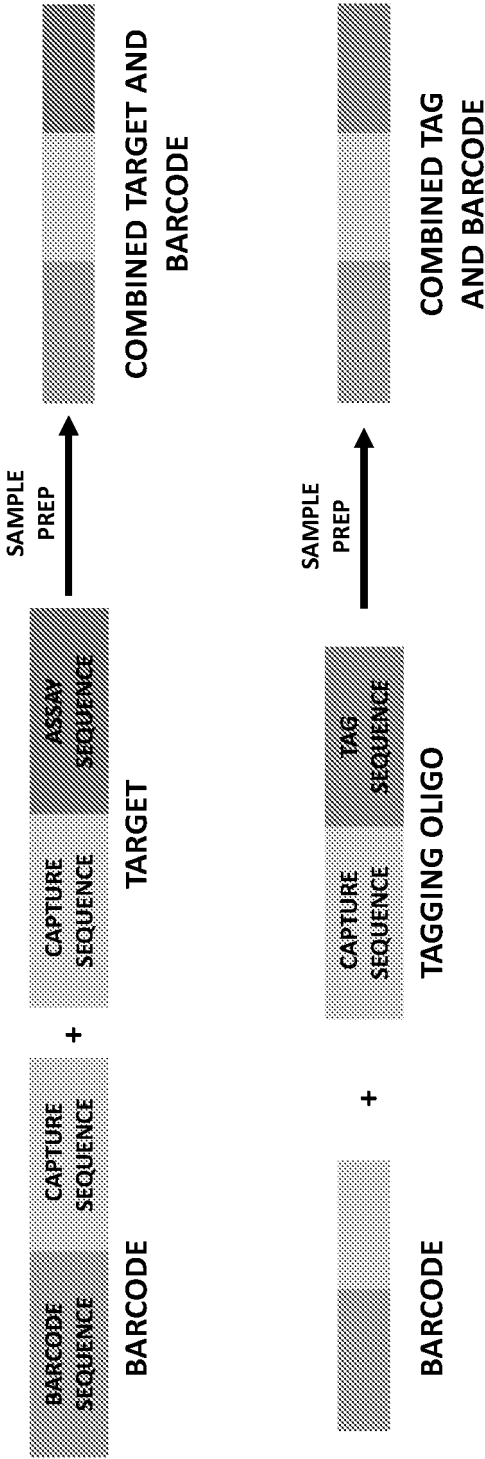 BARCODE
SEQUENCE
CAPTURE
SEQUENCE
+
CAPTURE
SEQUENCE
ASSAY
SEQUENCE
SAMPLE
PREP
BARCODE
TARGET
COMBINED TARGET AND
BARCODE
+
CAPTURE
SEQUENCE
TAG
SEQUENCE
SAMPLE
PREP
BARCODE
TAGGING OLIGO
COMBINED TAG
AND BARCODE